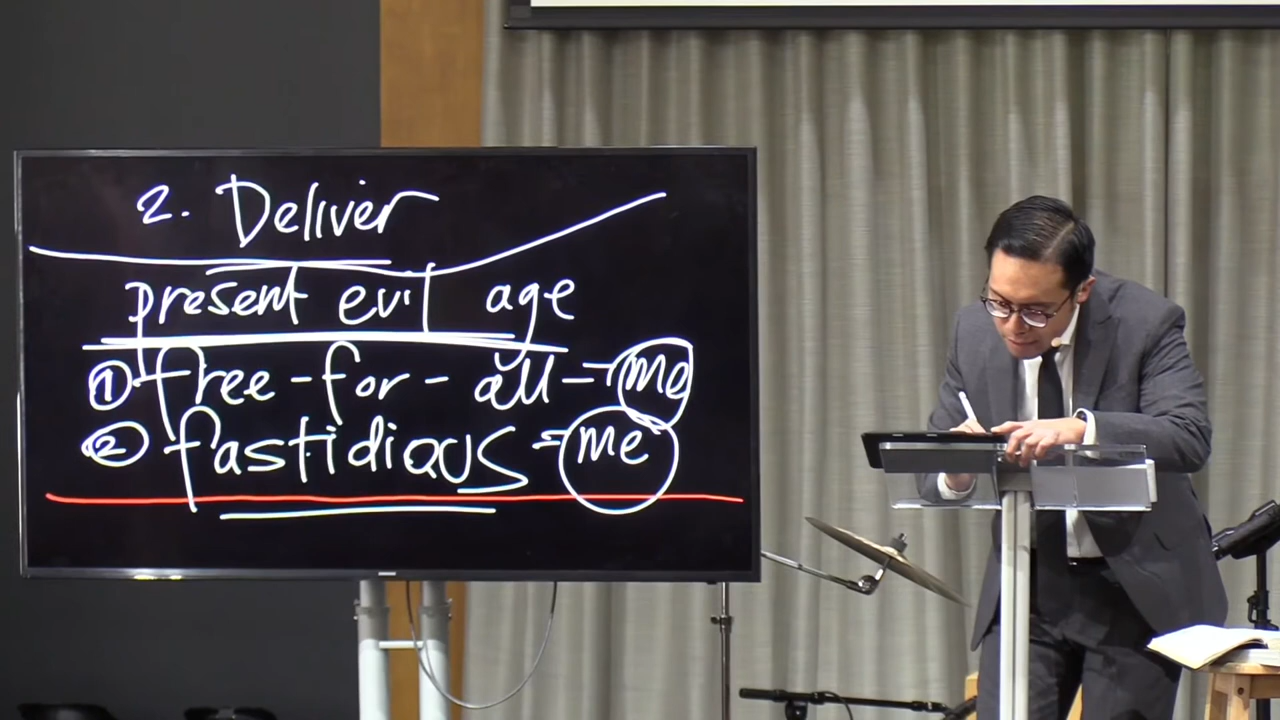 2. Deliver
present evil age
① free-for-all - me
② fastidious - me